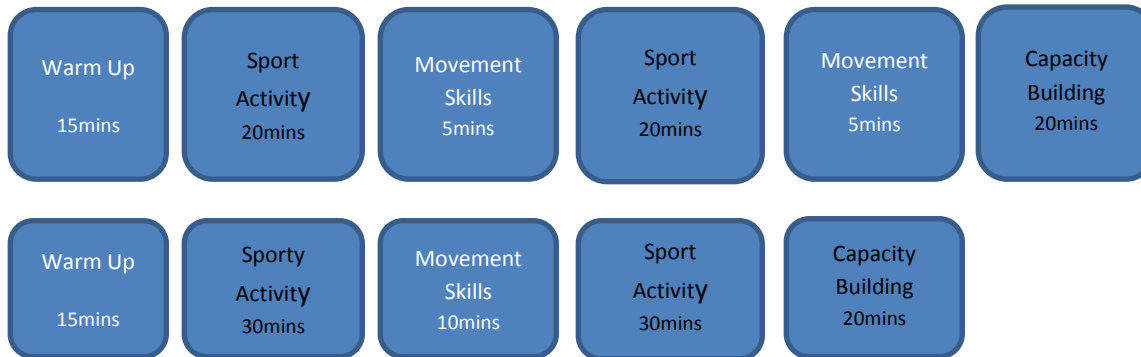 Warm Up
15mins
Sport
Activity
20mins
Movement
Skills
5mins
Sport
Activity
20mins
Movement
Skills
5mins
Capacity
Building
20mins
Warm Up
15mins
Sporty
Activity
30mins
Movement
Skills
10mins
Sport
Activity
30mins
Capacity
Building
20mins